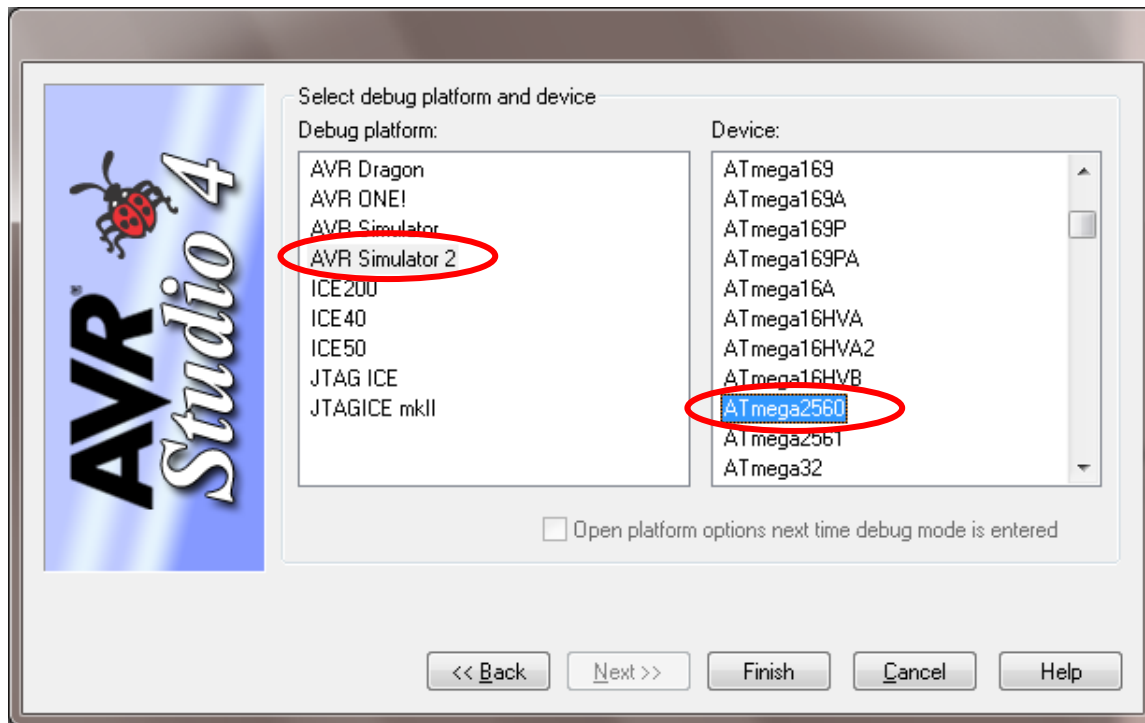 AVR®
Studio 4
Select debug platform and device
Debug platform:
AVR Dragon
AVR ONE!
AVR Simulator
AVR Simulator 2
ICE200
ICE40
ICE50
JTAG ICE
JTAGICE mkII
Device:
ATmega169
ATmega169A
ATmega169P
ATmega169PA
ATmega16A
ATmega16HVA
ATmega16HVA2
ATmega16HVB
ATmega2560
ATmega2561
ATmega32
Open platform options next time debug mode is entered
<< Back
Next >>
Finish
Cancel
Help